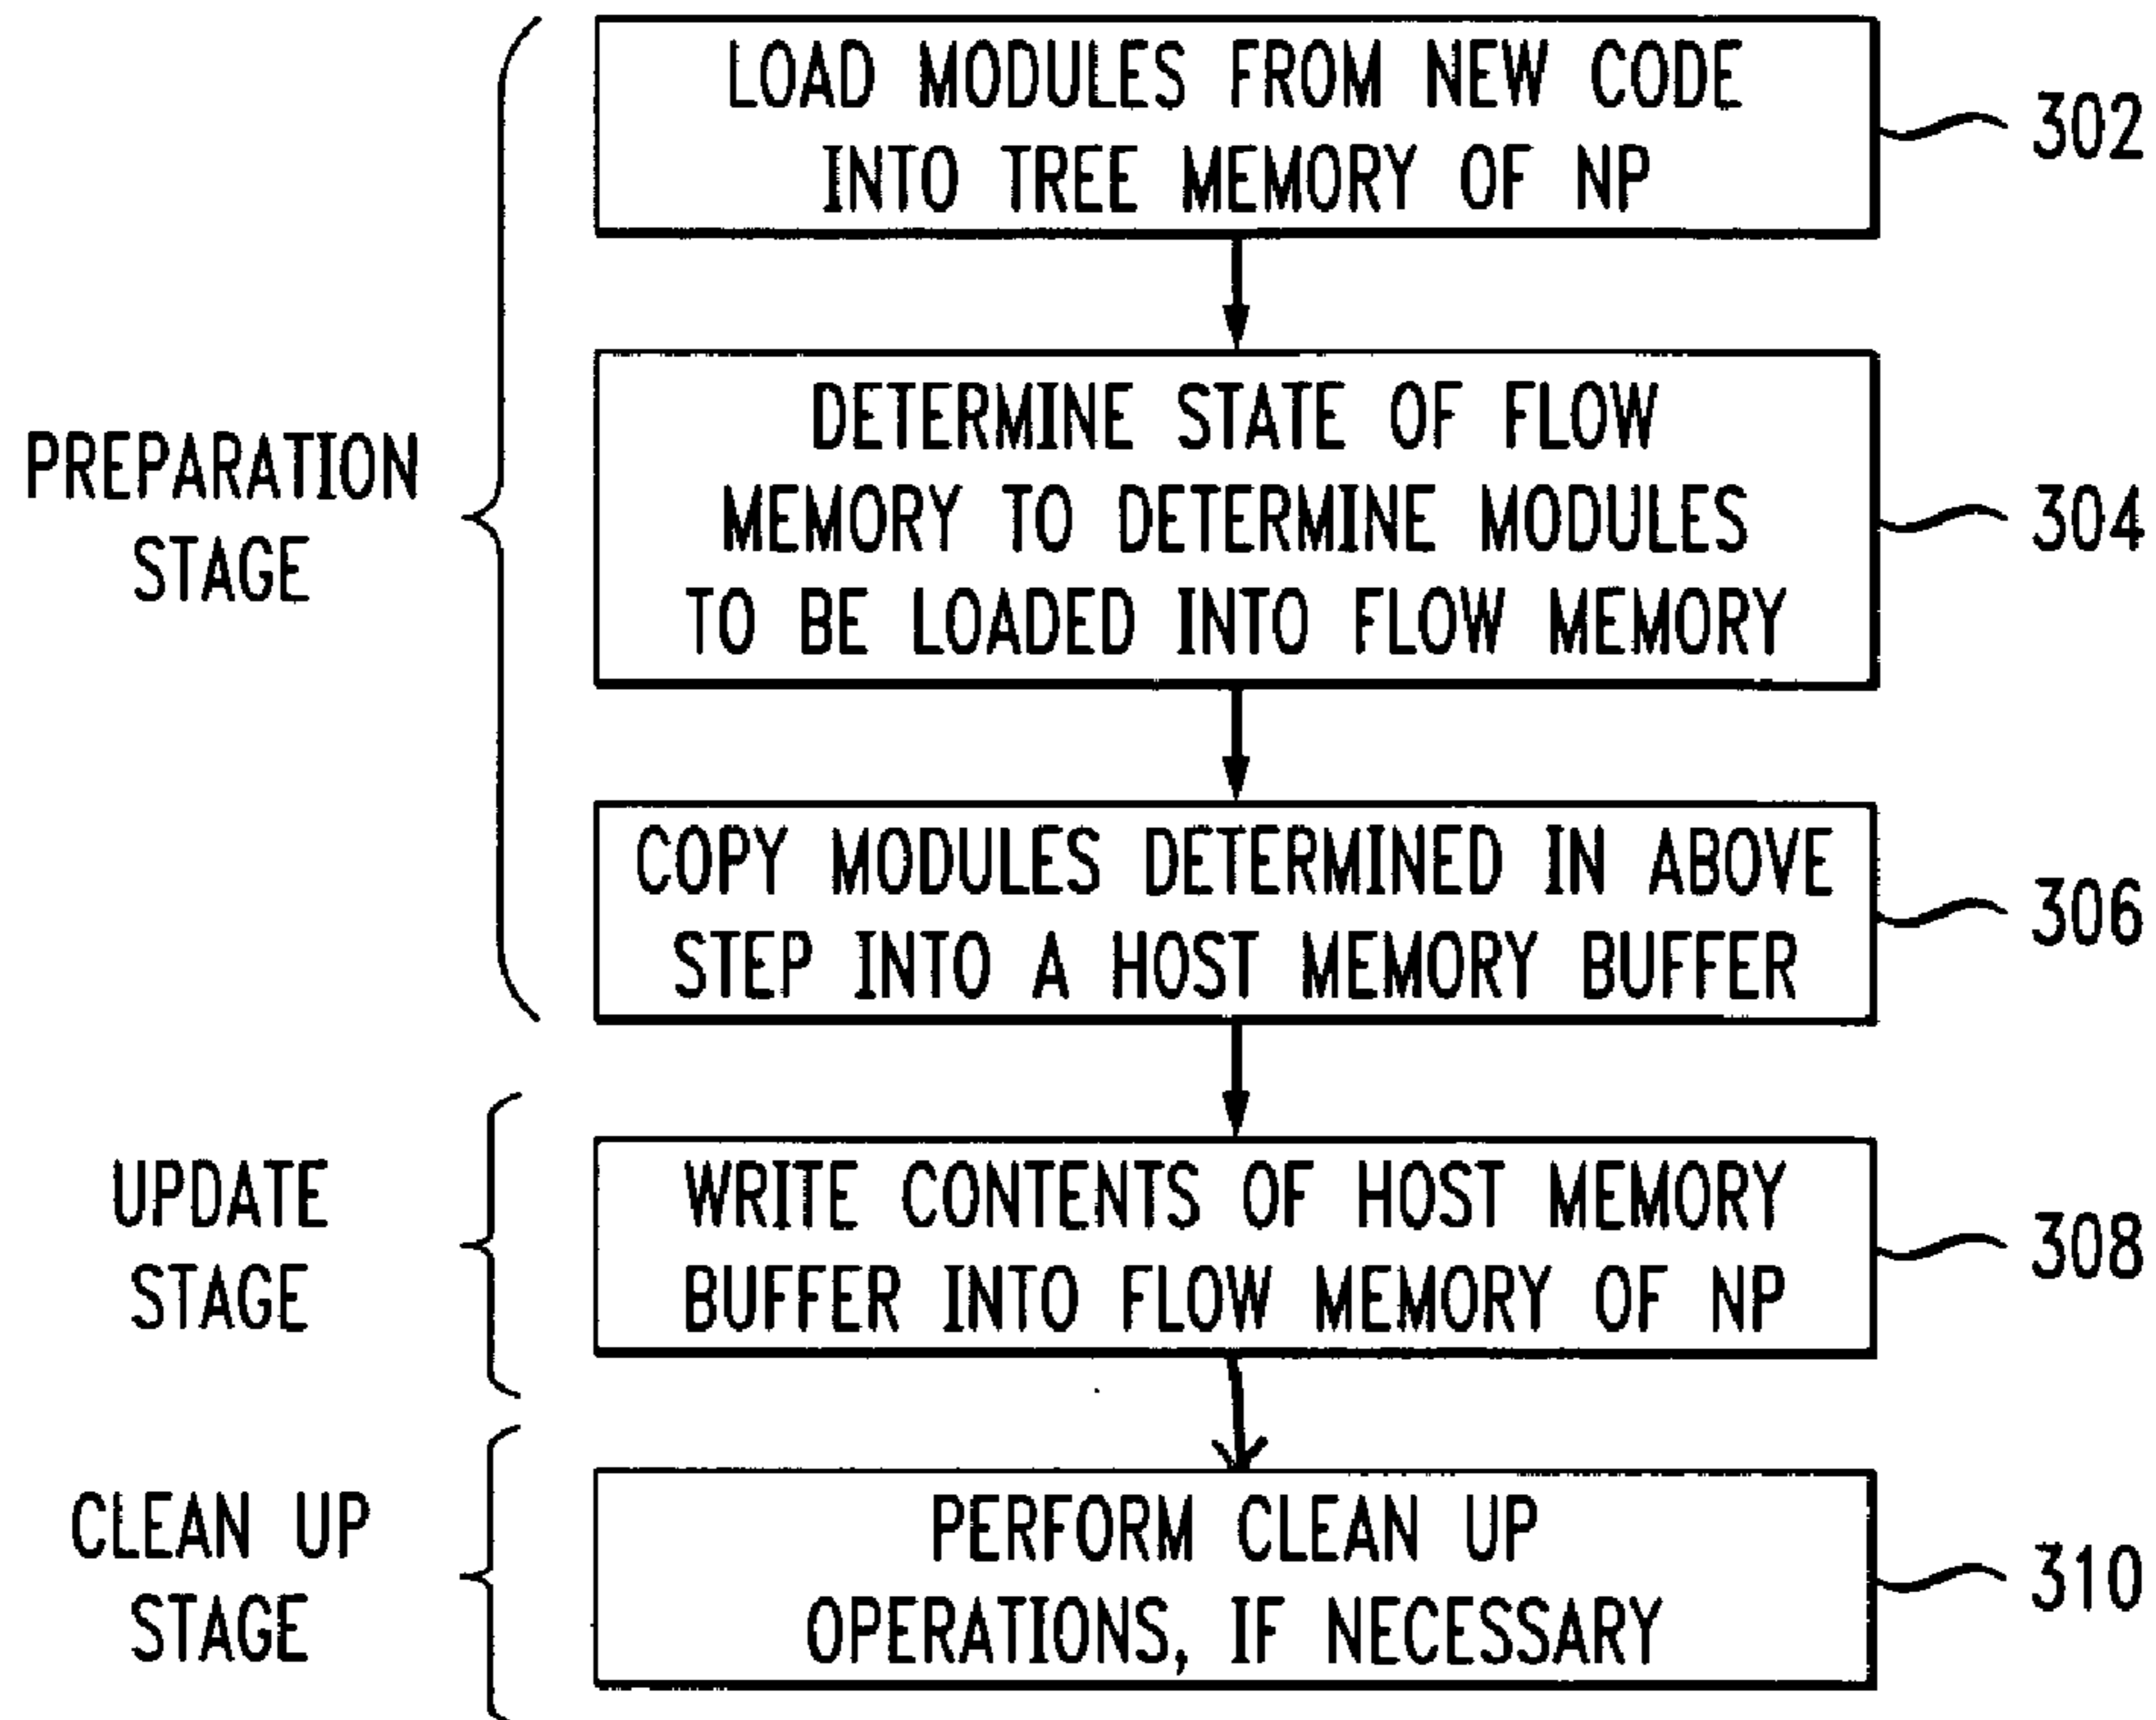 LOAD MODULES FROM NEW CODE
INTO TREE MEMORY OF NP
302
PREPARATION
STAGE
DETERMINE STATE OF FLOW
MEMORY TO DETERMINE MODULES
TO BE LOADED INTO FLOW MEMORY
304
COPY MODULES DETERMINED IN ABOVE
STEP INTO A HOST MEMORY BUFFER
306
UPDATE
STAGE
WRITE CONTENTS OF HOST MEMORY
BUFFER INTO FLOW MEMORY OF NP
308
CLEAN UP
STAGE
PERFORM CLEAN UP
OPERATIONS, IF NECESSARY
310